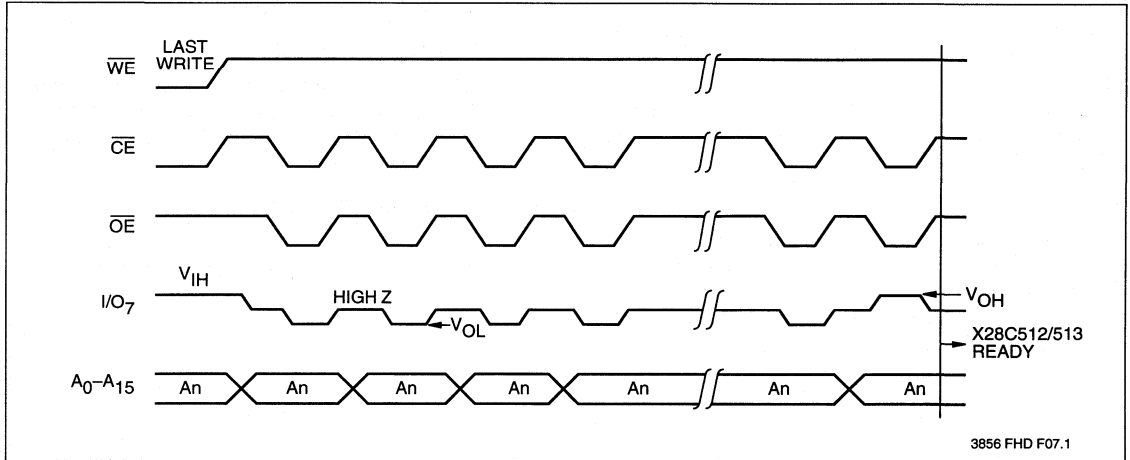 LAST
WRITE
WE
CE
OE
VIH
I/O7
HIGH Z
VOL
VOH
X28C512/513
READY
A0–A15
An An An An An An An
3856 FHD F07.1